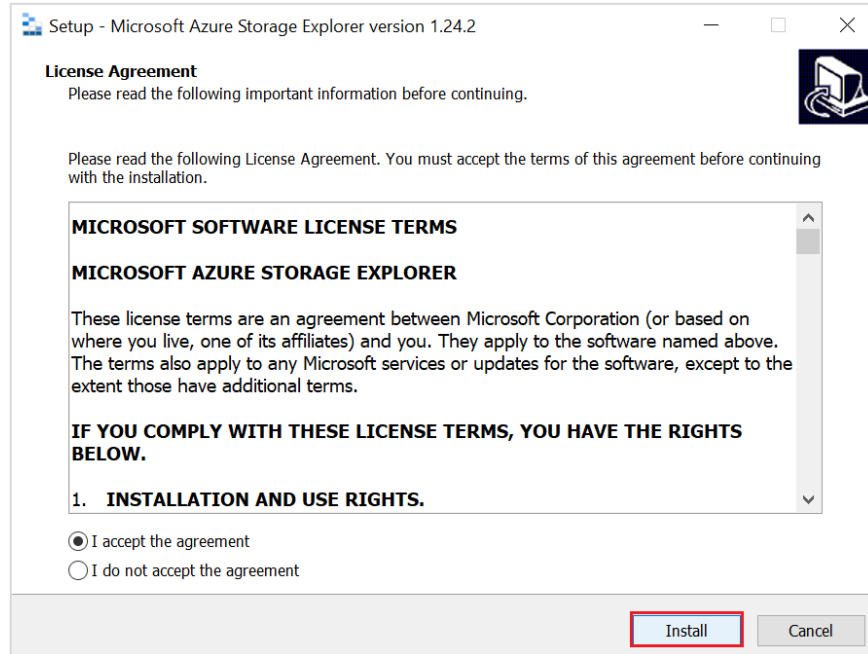 Setup - Microsoft Azure Storage Explorer version 1.24.2
License Agreement
Please read the following important information before continuing.
Please read the following License Agreement. You must accept the terms of this agreement before continuing
with the installation.
MICROSOFT SOFTWARE LICENSE TERMS
MICROSOFT AZURE STORAGE EXPLORER
These license terms are an agreement between Microsoft Corporation (or based on
where you live, one of its affiliates) and you. They apply to the software named above.
The terms also apply to any Microsoft services or updates for the software, except to the
extent those have additional terms.
IF YOU COMPLY WITH THESE LICENSE TERMS, YOU HAVE THE RIGHTS
BELOW.
1. INSTALLATION AND USE RIGHTS.
I accept the agreement
I do not accept the agreement
Install Cancel